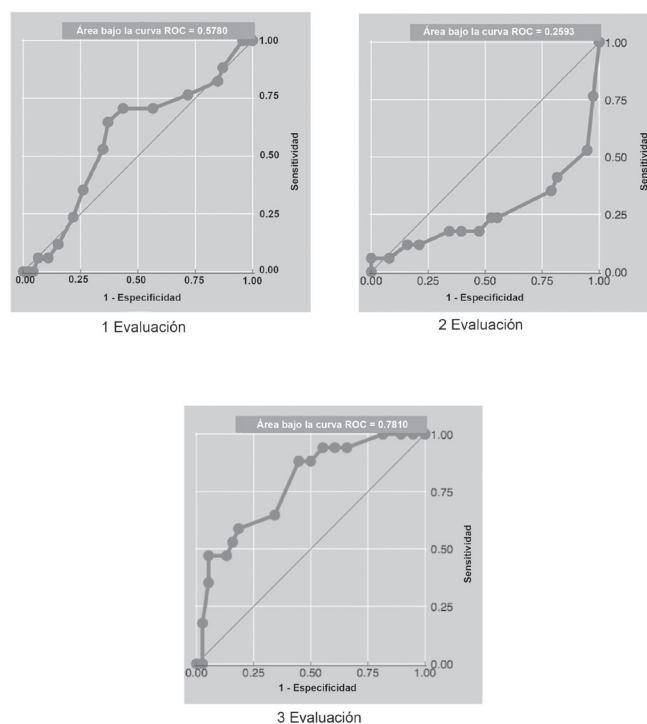 Área bajo la curva ROC = 0.5780
1.00
0.75
0.50
0.25
0.00
Sensitividad
0.00 0.25 0.50 0.75 1.00
1 - Especificidad
1 Evaluación
Área bajo la curva ROC = 0.2593
1.00
0.75
0.50
0.25
0.00
Sensitividad
0.00 0.25 0.50 0.75 1.00
1 - Especificidad
2 Evaluación
Área bajo la curva ROC = 0.7810
1.00
0.75
0.50
0.25
0.00
Sensitividad
0.00 0.25 0.50 0.75 1.00
1 - Especificidad
3 Evaluación